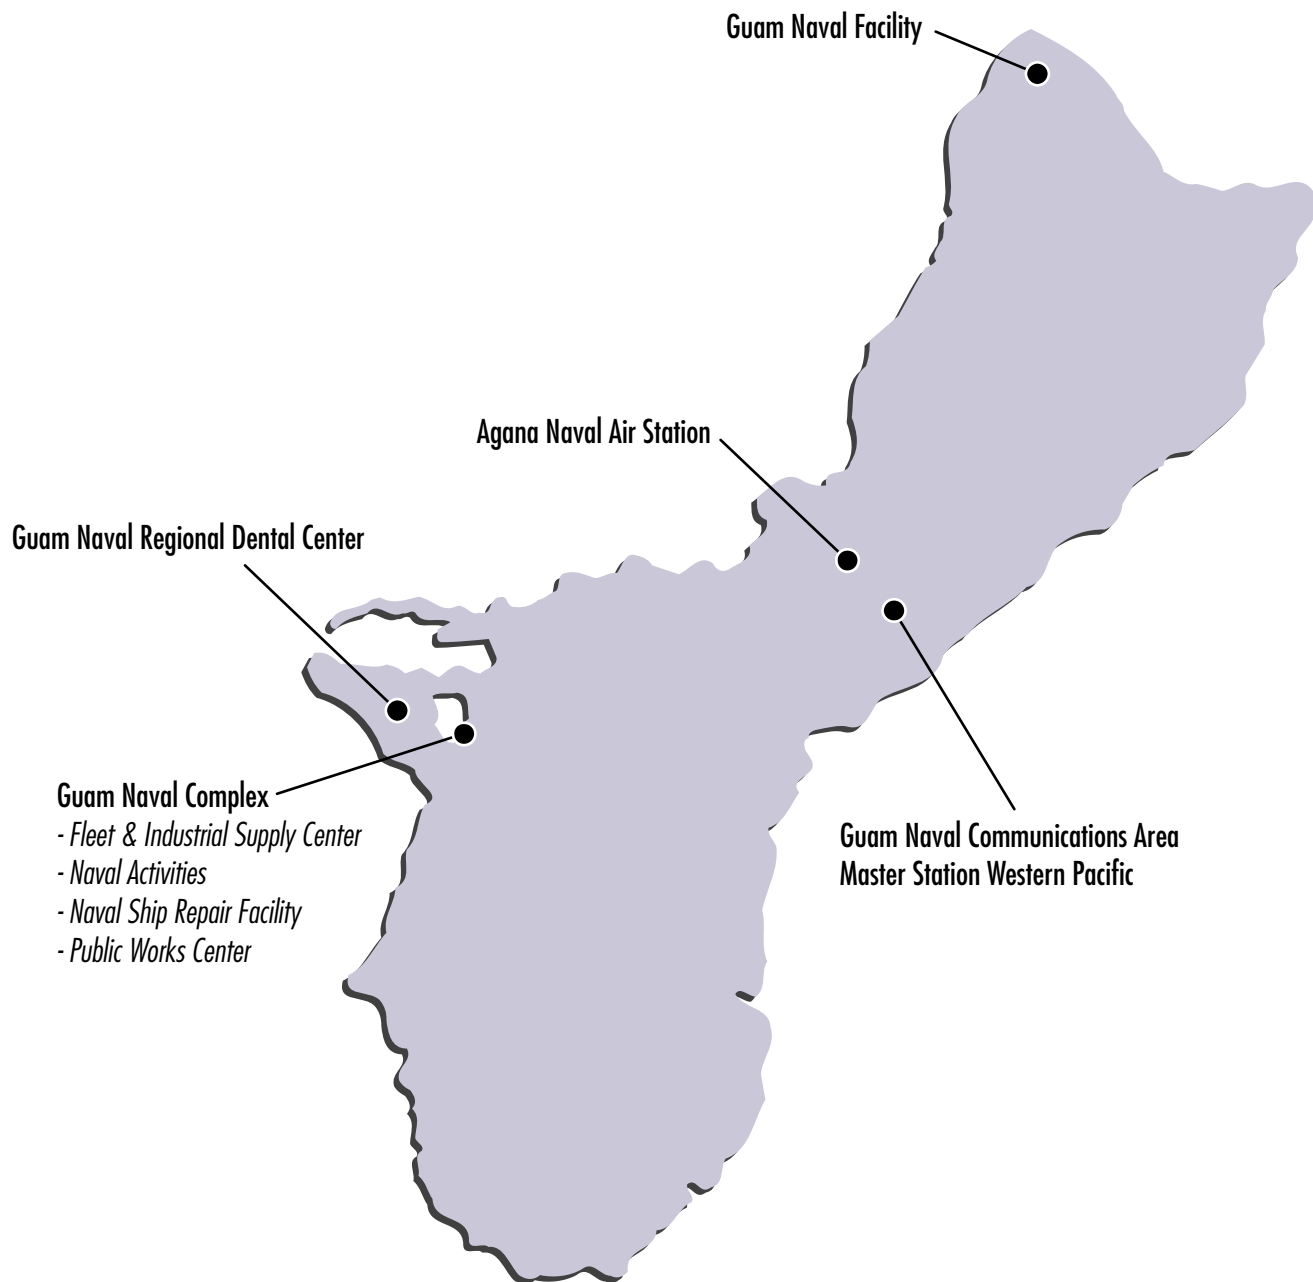 Guam Naval Facility
Agana Naval Air Station
Guam Naval Regional Dental Center
Guam Naval Complex
- Fleet & Industrial Supply Center
- Naval Activities
- Naval Ship Repair Facility
- Public Works Center
Guam Naval Communications Area
Master Station Western Pacific